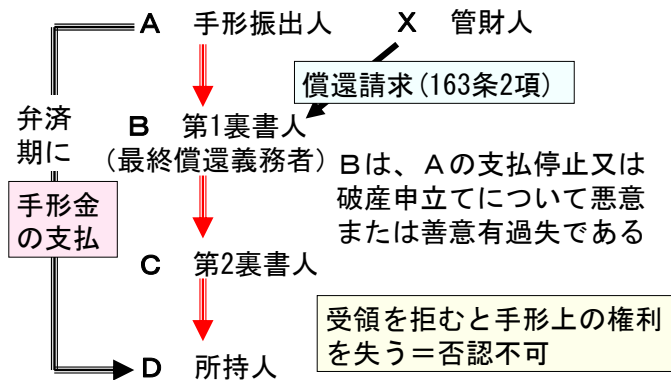 A 手形振出人
X 管財人
償還請求(163条2項)
弁済
期に
B 第1裏書人
(最終償還義務者)
Bは、Aの支払停止又は
破産申立てについて悪意
または善意有過失である
手形金
の支払
C 第2裏書人
受領を拒むと手形上の権利
を失う=否認不可
D 所持人